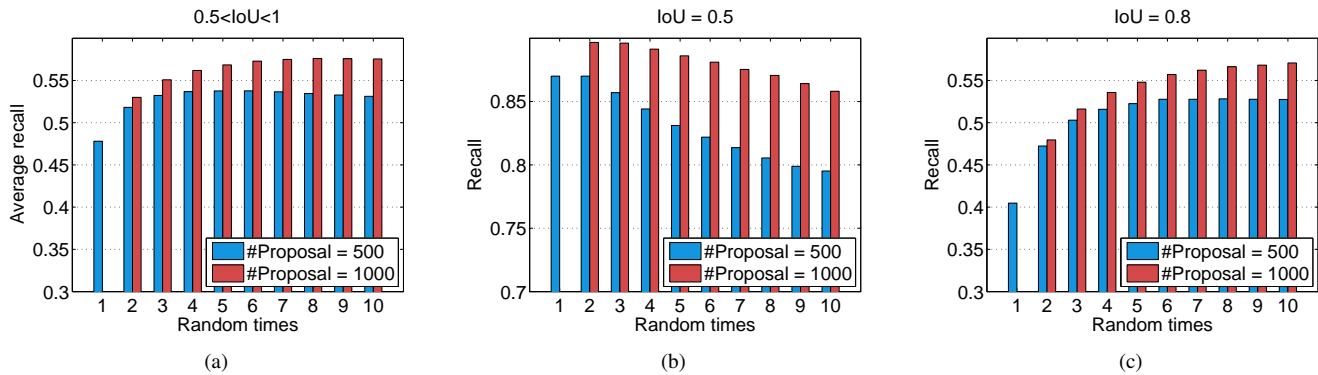 0.5<IoU<1
Average recall
0.55
0.5
0.45
0.4
0.35
0.3
1 2 3 4 5 6 7 8 9 10
Random times
#Proposal = 500
#Proposal = 1000
(a)
IoU = 0.5
Recall
0.85
0.8
0.75
0.7
1 2 3 4 5 6 7 8 9 10
Random times
#Proposal = 500
#Proposal = 1000
(b)
IoU = 0.8
Recall
0.55
0.5
0.45
0.4
0.35
0.3
1 2 3 4 5 6 7 8 9 10
Random times
#Proposal = 500
#Proposal = 1000
(c)